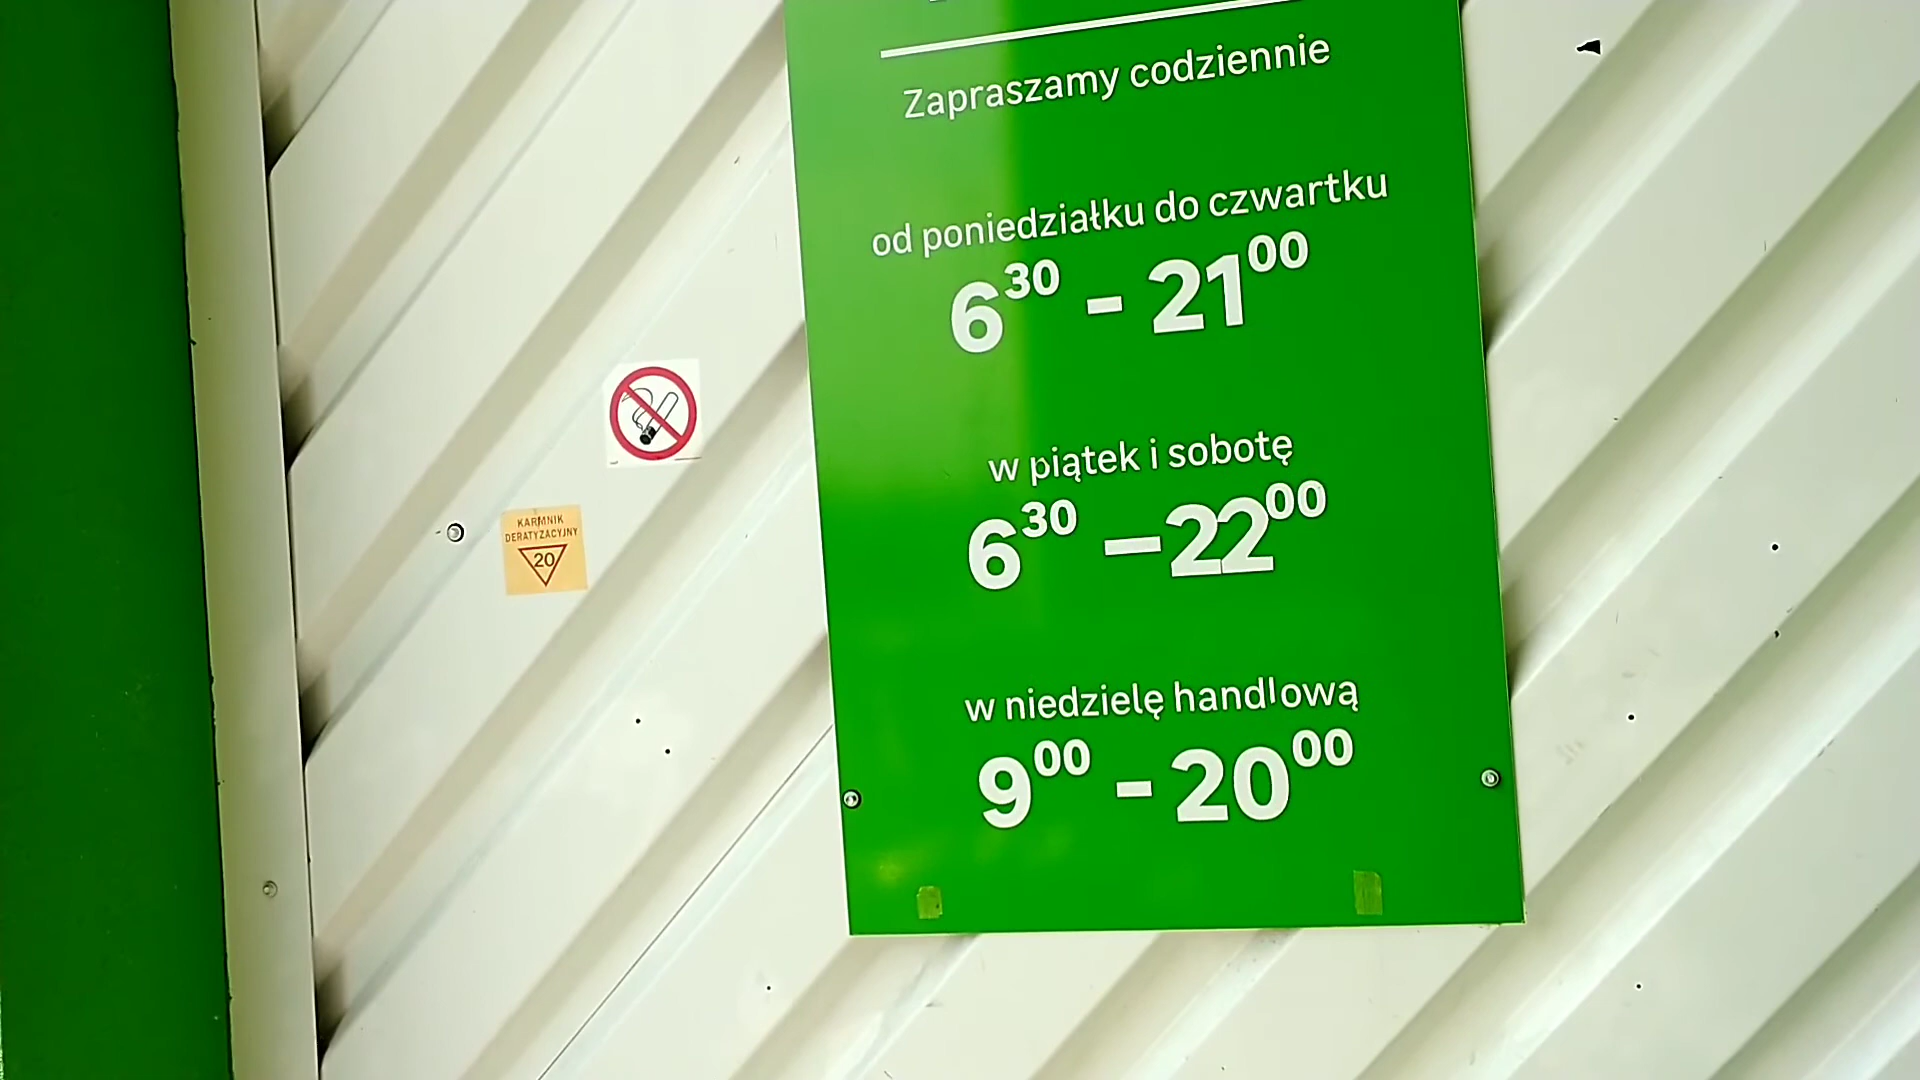 Zapraszamy codziennie
od poniedziałku do czwartku
6³⁰ - 21⁰⁰
w piątek i sobotę
6³⁰ – 22⁰⁰
w niedzielę handlową
9⁰⁰ - 20⁰⁰
KARMNIK
DERATYZACYJNY
20